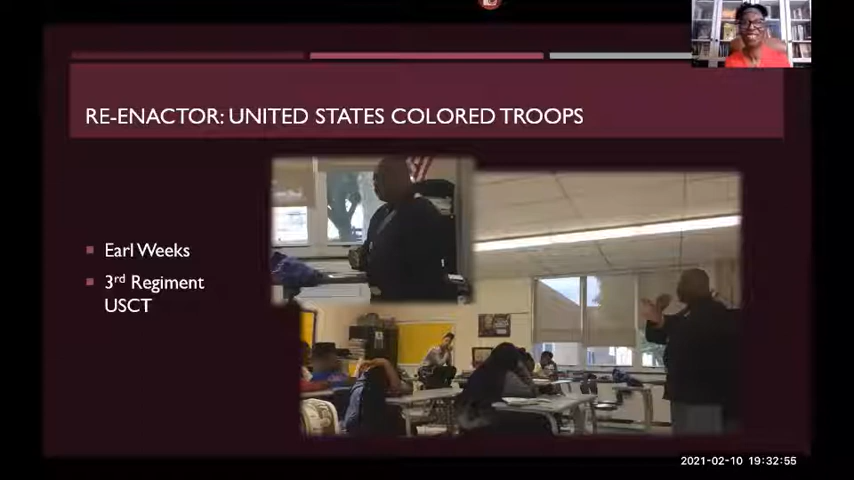 RE-ENACTOR: UNITED STATES COLORED TROOPS
Earl Weeks
3rd Regiment
USCT
2021-02-10 19:32:55